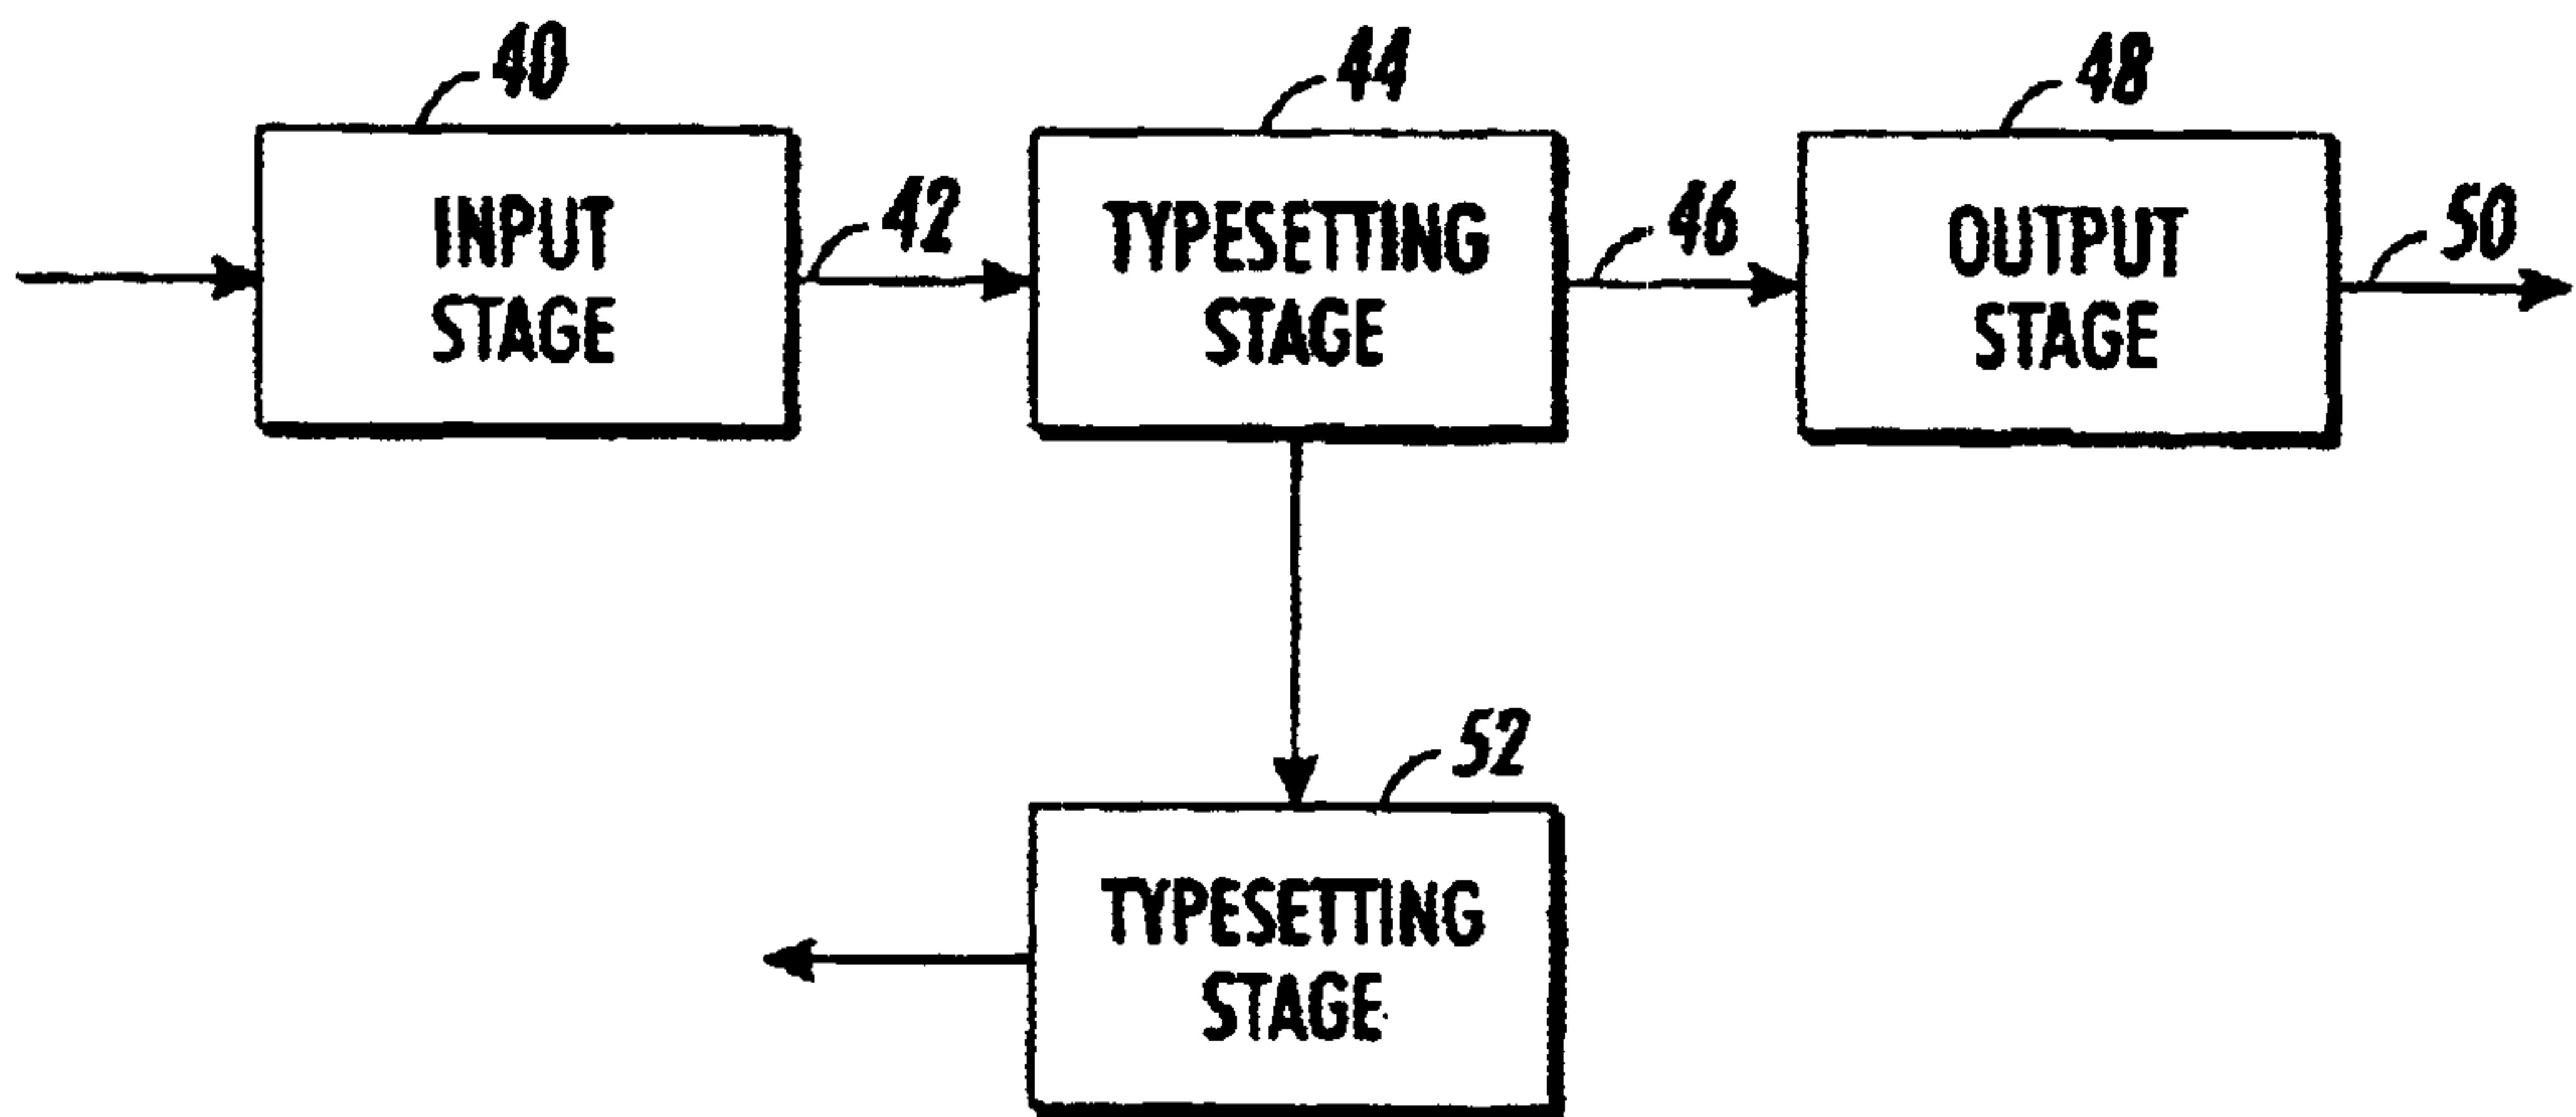 40
44
48
INPUT
STAGE
42
TYPESETTING
STAGE
46
OUTPUT
STAGE
50
52
TYPESETTING
STAGE